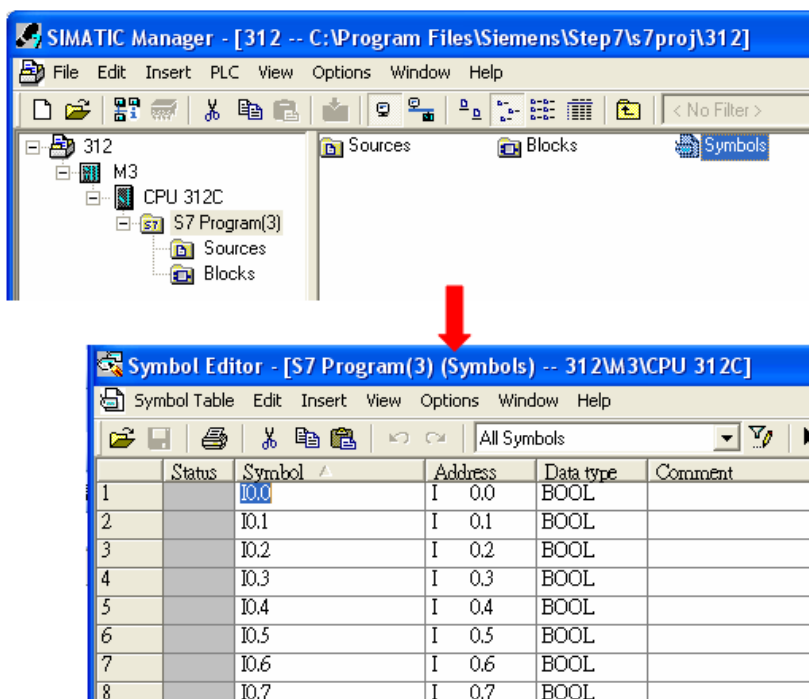 SIMATIC Manager - [312 -- C:\Program Files\Siemens\Step7\s7proj\312]
File Edit Insert PLC View Options Window Help
< No Filter >
312
M3
CPU 312C
S7 Program(3)
Sources
Blocks
Sources Blocks Symbols
Symbol Editor - [S7 Program(3) (Symbols) -- 312\M3\CPU 312C]
Symbol Table Edit Insert View Options Window Help
All Symbols
Status Symbol Address Data type Comment
1 I0.0 I 0.0 BOOL
2 I0.1 I 0.1 BOOL
3 I0.2 I 0.2 BOOL
4 I0.3 I 0.3 BOOL
5 I0.4 I 0.4 BOOL
6 I0.5 I 0.5 BOOL
7 I0.6 I 0.6 BOOL
8 I0.7 I 0.7 BOOL